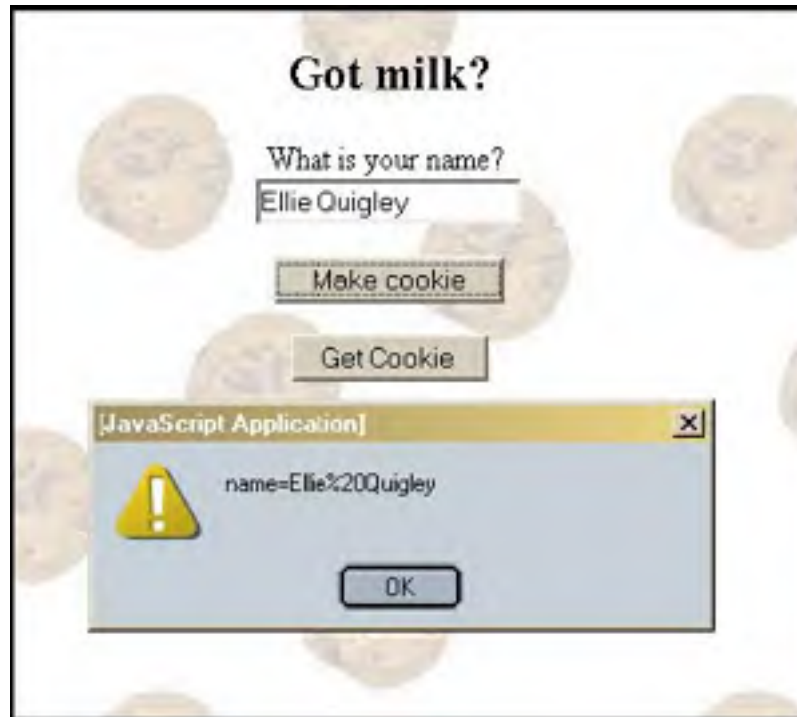 Got milk?
What is your name?
Ellie Quigley
Make cookie
Get Cookie
[JavaScript Application]
name=Ellie%20Quigley
OK